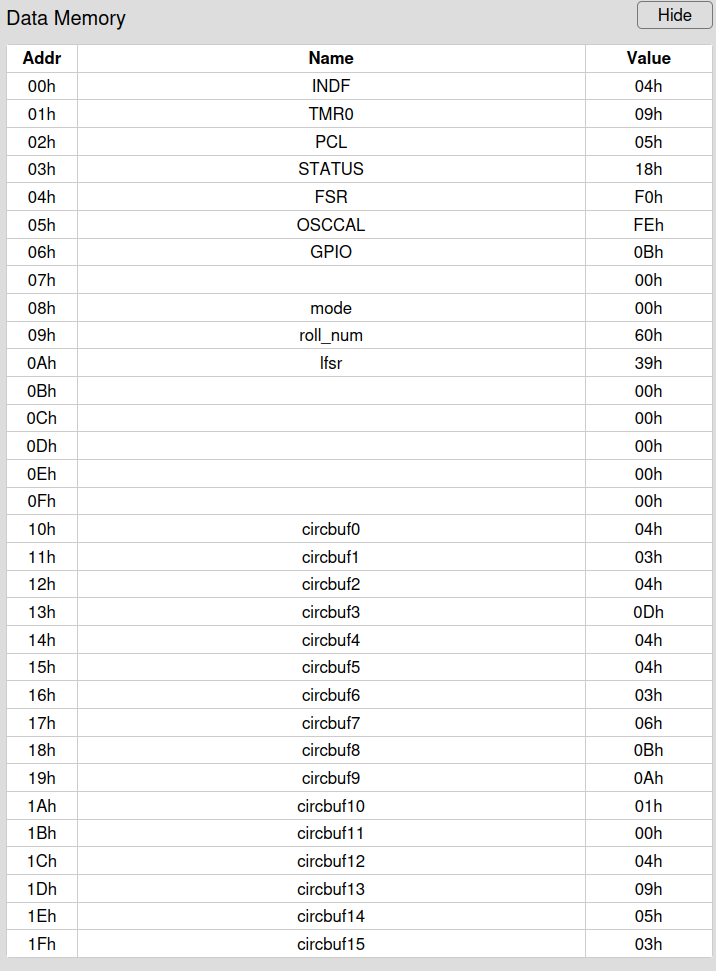 Data Memory Hide
Addr Name Value
00h INDF 04h
01h TMR0 09h
02h PCL 05h
03h STATUS 18h
04h FSR F0h
05h OSCCAL FEh
06h GPIO 0Bh
07h 00h
08h mode 00h
09h roll_num 60h
0Ah lfsr 39h
0Bh 00h
0Ch 00h
0Dh 00h
0Eh 00h
0Fh 00h
10h circbuf0 04h
11h circbuf1 03h
12h circbuf2 04h
13h circbuf3 0Dh
14h circbuf4 04h
15h circbuf5 04h
16h circbuf6 03h
17h circbuf7 06h
18h circbuf8 0Bh
19h circbuf9 0Ah
1Ah circbuf10 01h
1Bh circbuf11 00h
1Ch circbuf12 04h
1Dh circbuf13 09h
1Eh circbuf14 05h
1Fh circbuf15 03h